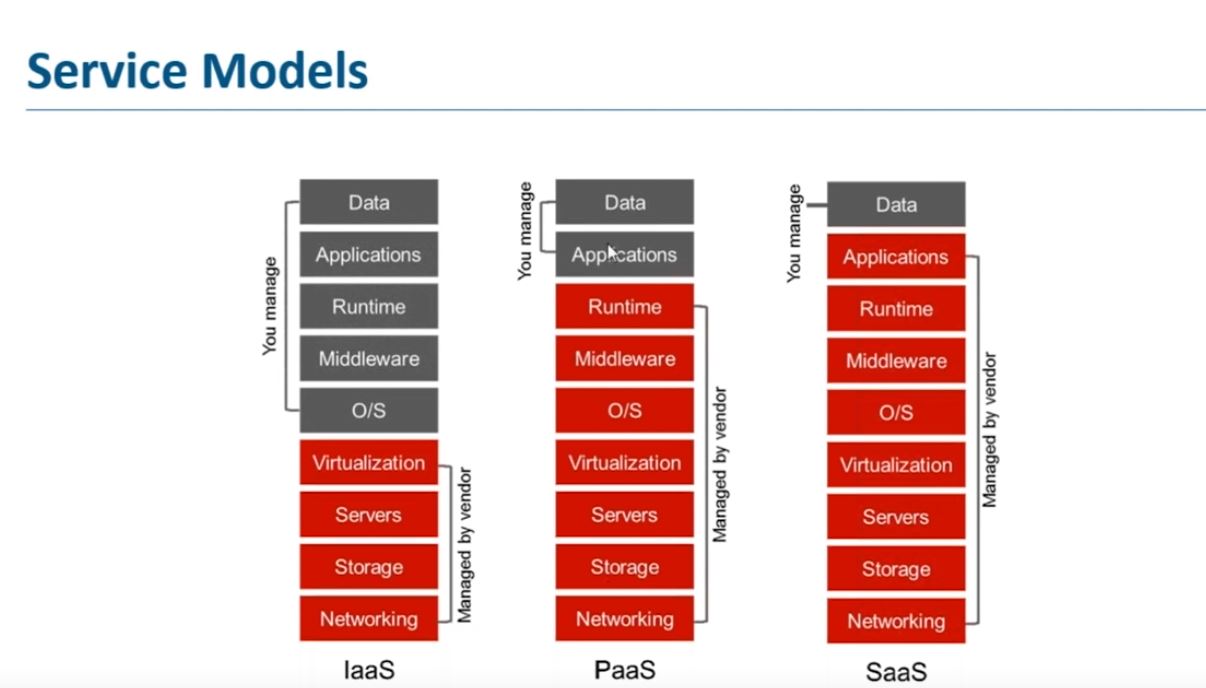 Service Models
You manage
Data
Applications
Runtime
Middleware
O/S
Virtualization
Servers
Storage
Networking
Managed by vendor
IaaS
You manage
Data
Applications
Runtime
Middleware
O/S
Virtualization
Servers
Storage
Networking
Managed by vendor
PaaS
You manage
Data
Applications
Runtime
Middleware
O/S
Virtualization
Servers
Storage
Networking
Managed by vendor
SaaS